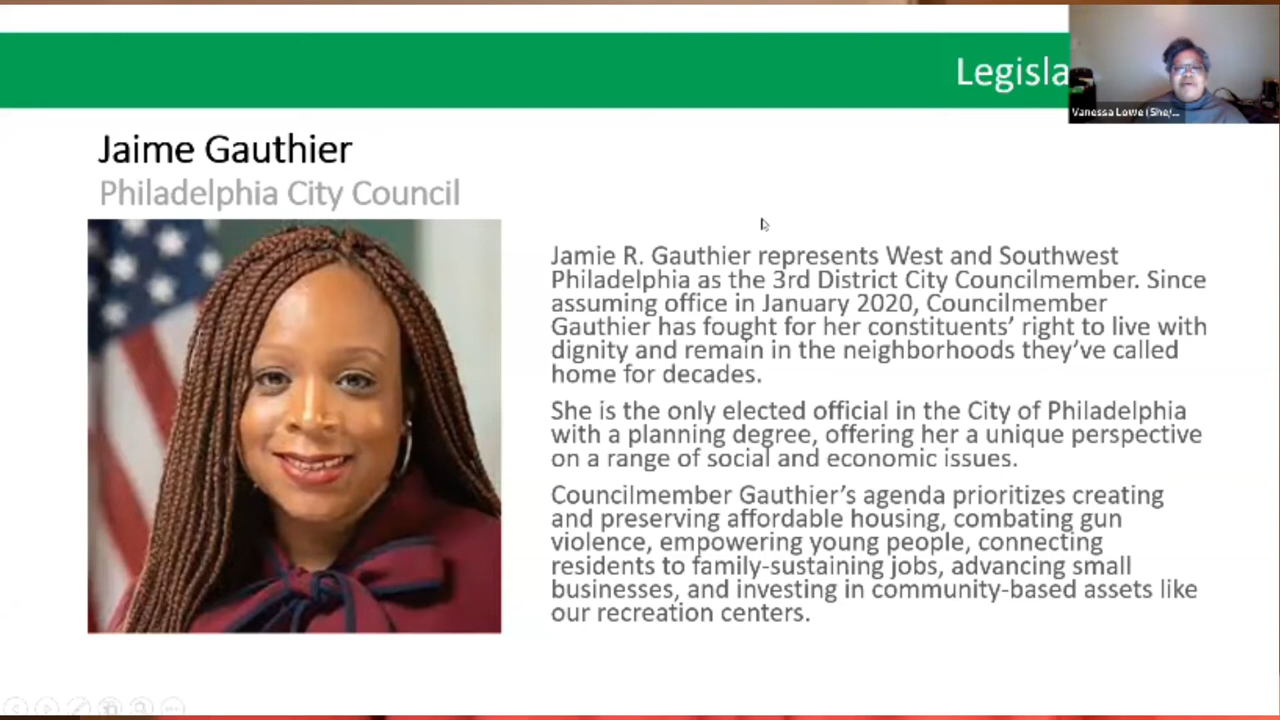 Legisla
Vanessa Lowe (She/...
Jaime Gauthier
Philadelphia City Council
Jamie R. Gauthier represents West and Southwest
Philadelphia as the 3rd District City Councilmember. Since
assuming office in January 2020, Councilmember
Gauthier has fought for her constituents’ right to live with
dignity and remain in the neighborhoods they’ve called
home for decades.
She is the only elected official in the City of Philadelphia
with a planning degree, offering her a unique perspective
on a range of social and economic issues.
Councilmember Gauthier’s agenda prioritizes creating
and preserving affordable housing, combating gun
violence, empowering young people, connecting
residents to family-sustaining jobs, advancing small
businesses, and investing in community-based assets like
our recreation centers.